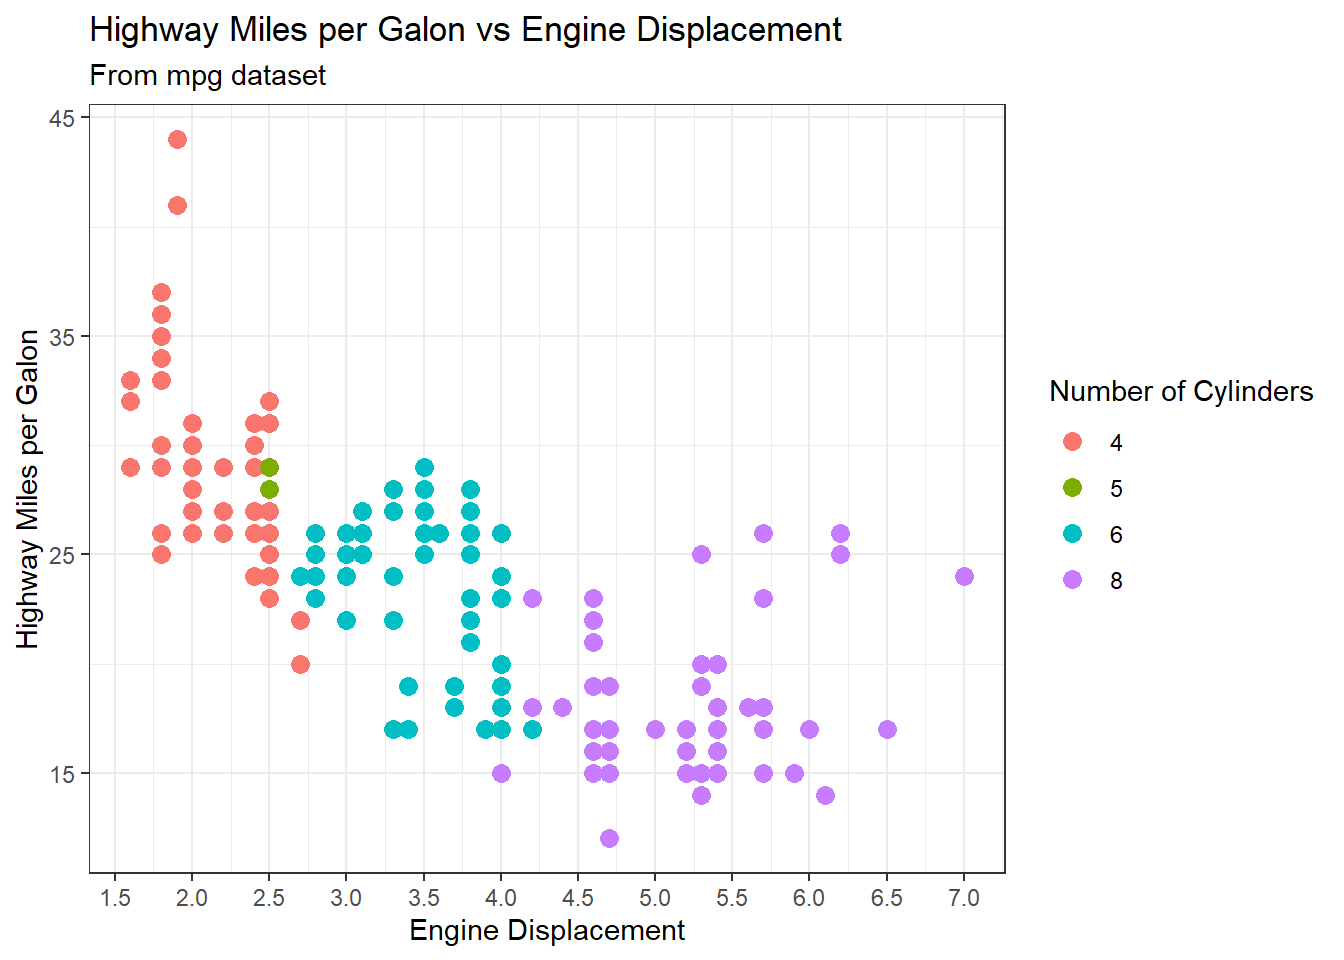 Highway Miles per Galon vs Engine Displacement
From mpg dataset
Highway Miles per Galon
45
35
25
15
1.5 2.0 2.5 3.0 3.5 4.0 4.5 5.0 5.5 6.0 6.5 7.0
Engine Displacement
Number of Cylinders
4
5
6
8